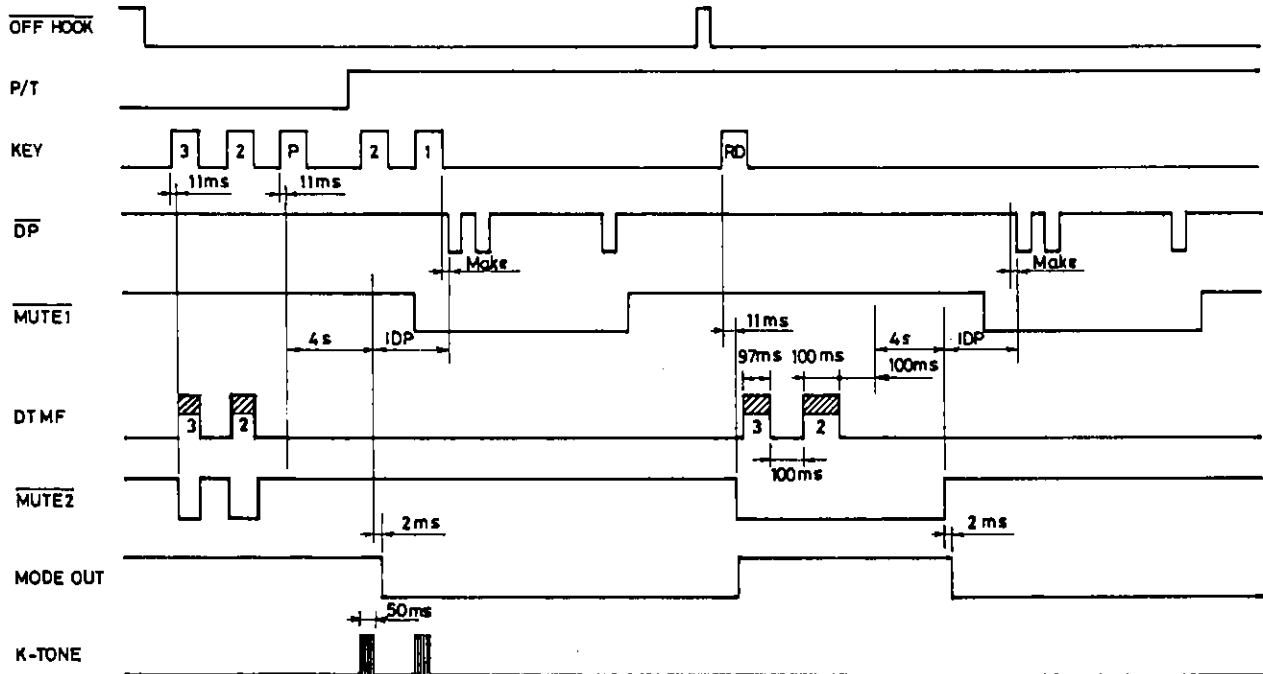 OFF HOOK
P/T
KEY
3 2 P 2 1 RD
11ms 11ms
DP
Make Make
MUTE1
11ms
4s IDP 4s IDP
97ms 100ms 100ms
DTMF
3 2 3 2
100ms
MUTE2
2ms 2ms
MODE OUT
50ms
K-TONE